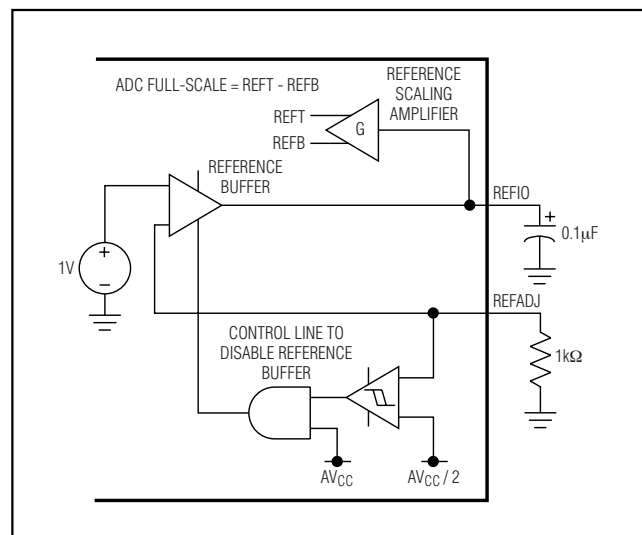 ADC FULL-SCALE = REFT - REFB
REFERENCE
SCALING
AMPLIFIER
REFT
REFB
G
REFERENCE
BUFFER
REFIO
+
0.1µF
1V
+
−
REFADJ
CONTROL LINE TO
DISABLE REFERENCE
BUFFER
1kΩ
AVCC
AVCC / 2